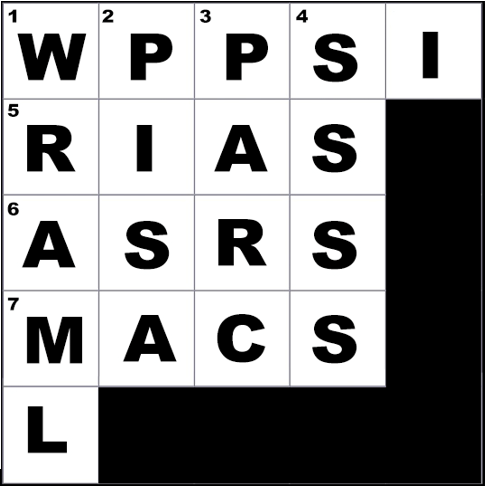 1 2 3 4
W P P S I
5
R I A S
6
A S R S
7
M A C S
L